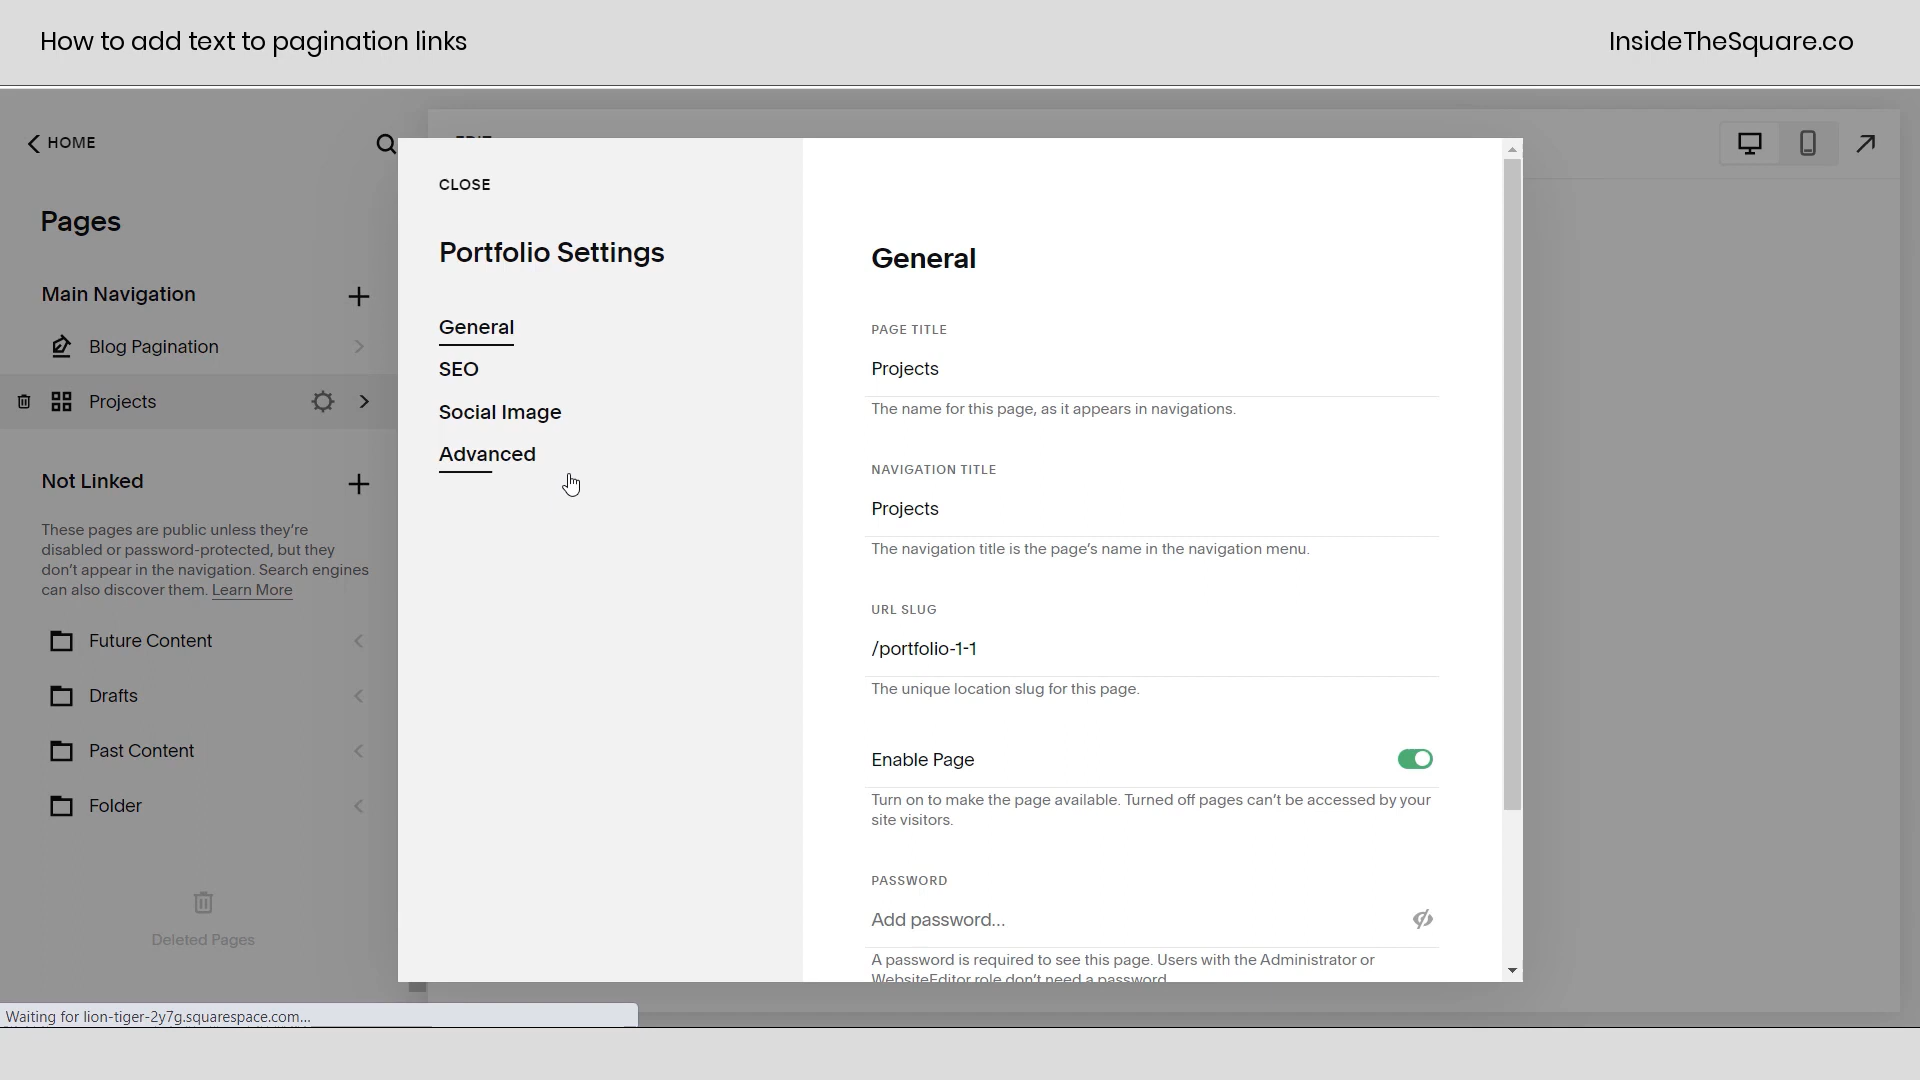 How to add text to pagination links
InsideTheSquare.co
HOME
Pages
Main Navigation
Blog Pagination
Projects
Not Linked
These pages are public unless they're
disabled or password-protected, but they
don't appear in the navigation. Search engines
can also discover them. Learn More
Future Content
Drafts
Past Content
Folder
Deleted Pages
EDIT
CLOSE
Portfolio Settings
General
SEO
Social Image
Advanced
General
PAGE TITLE
Projects
The name for this page, as it appears in navigations.
NAVIGATION TITLE
Projects
The navigation title is the page's name in the navigation menu.
URL SLUG
/portfolio-1-1
The unique location slug for this page.
Enable Page
Turn on to make the page available. Turned off pages can't be accessed by your
site visitors.
PASSWORD
Add password...
A password is required to see this page. Users with the Administrator or
WebsiteEditor role don't need a password.
Waiting for lion-tiger-2y7g.squarespace.com...